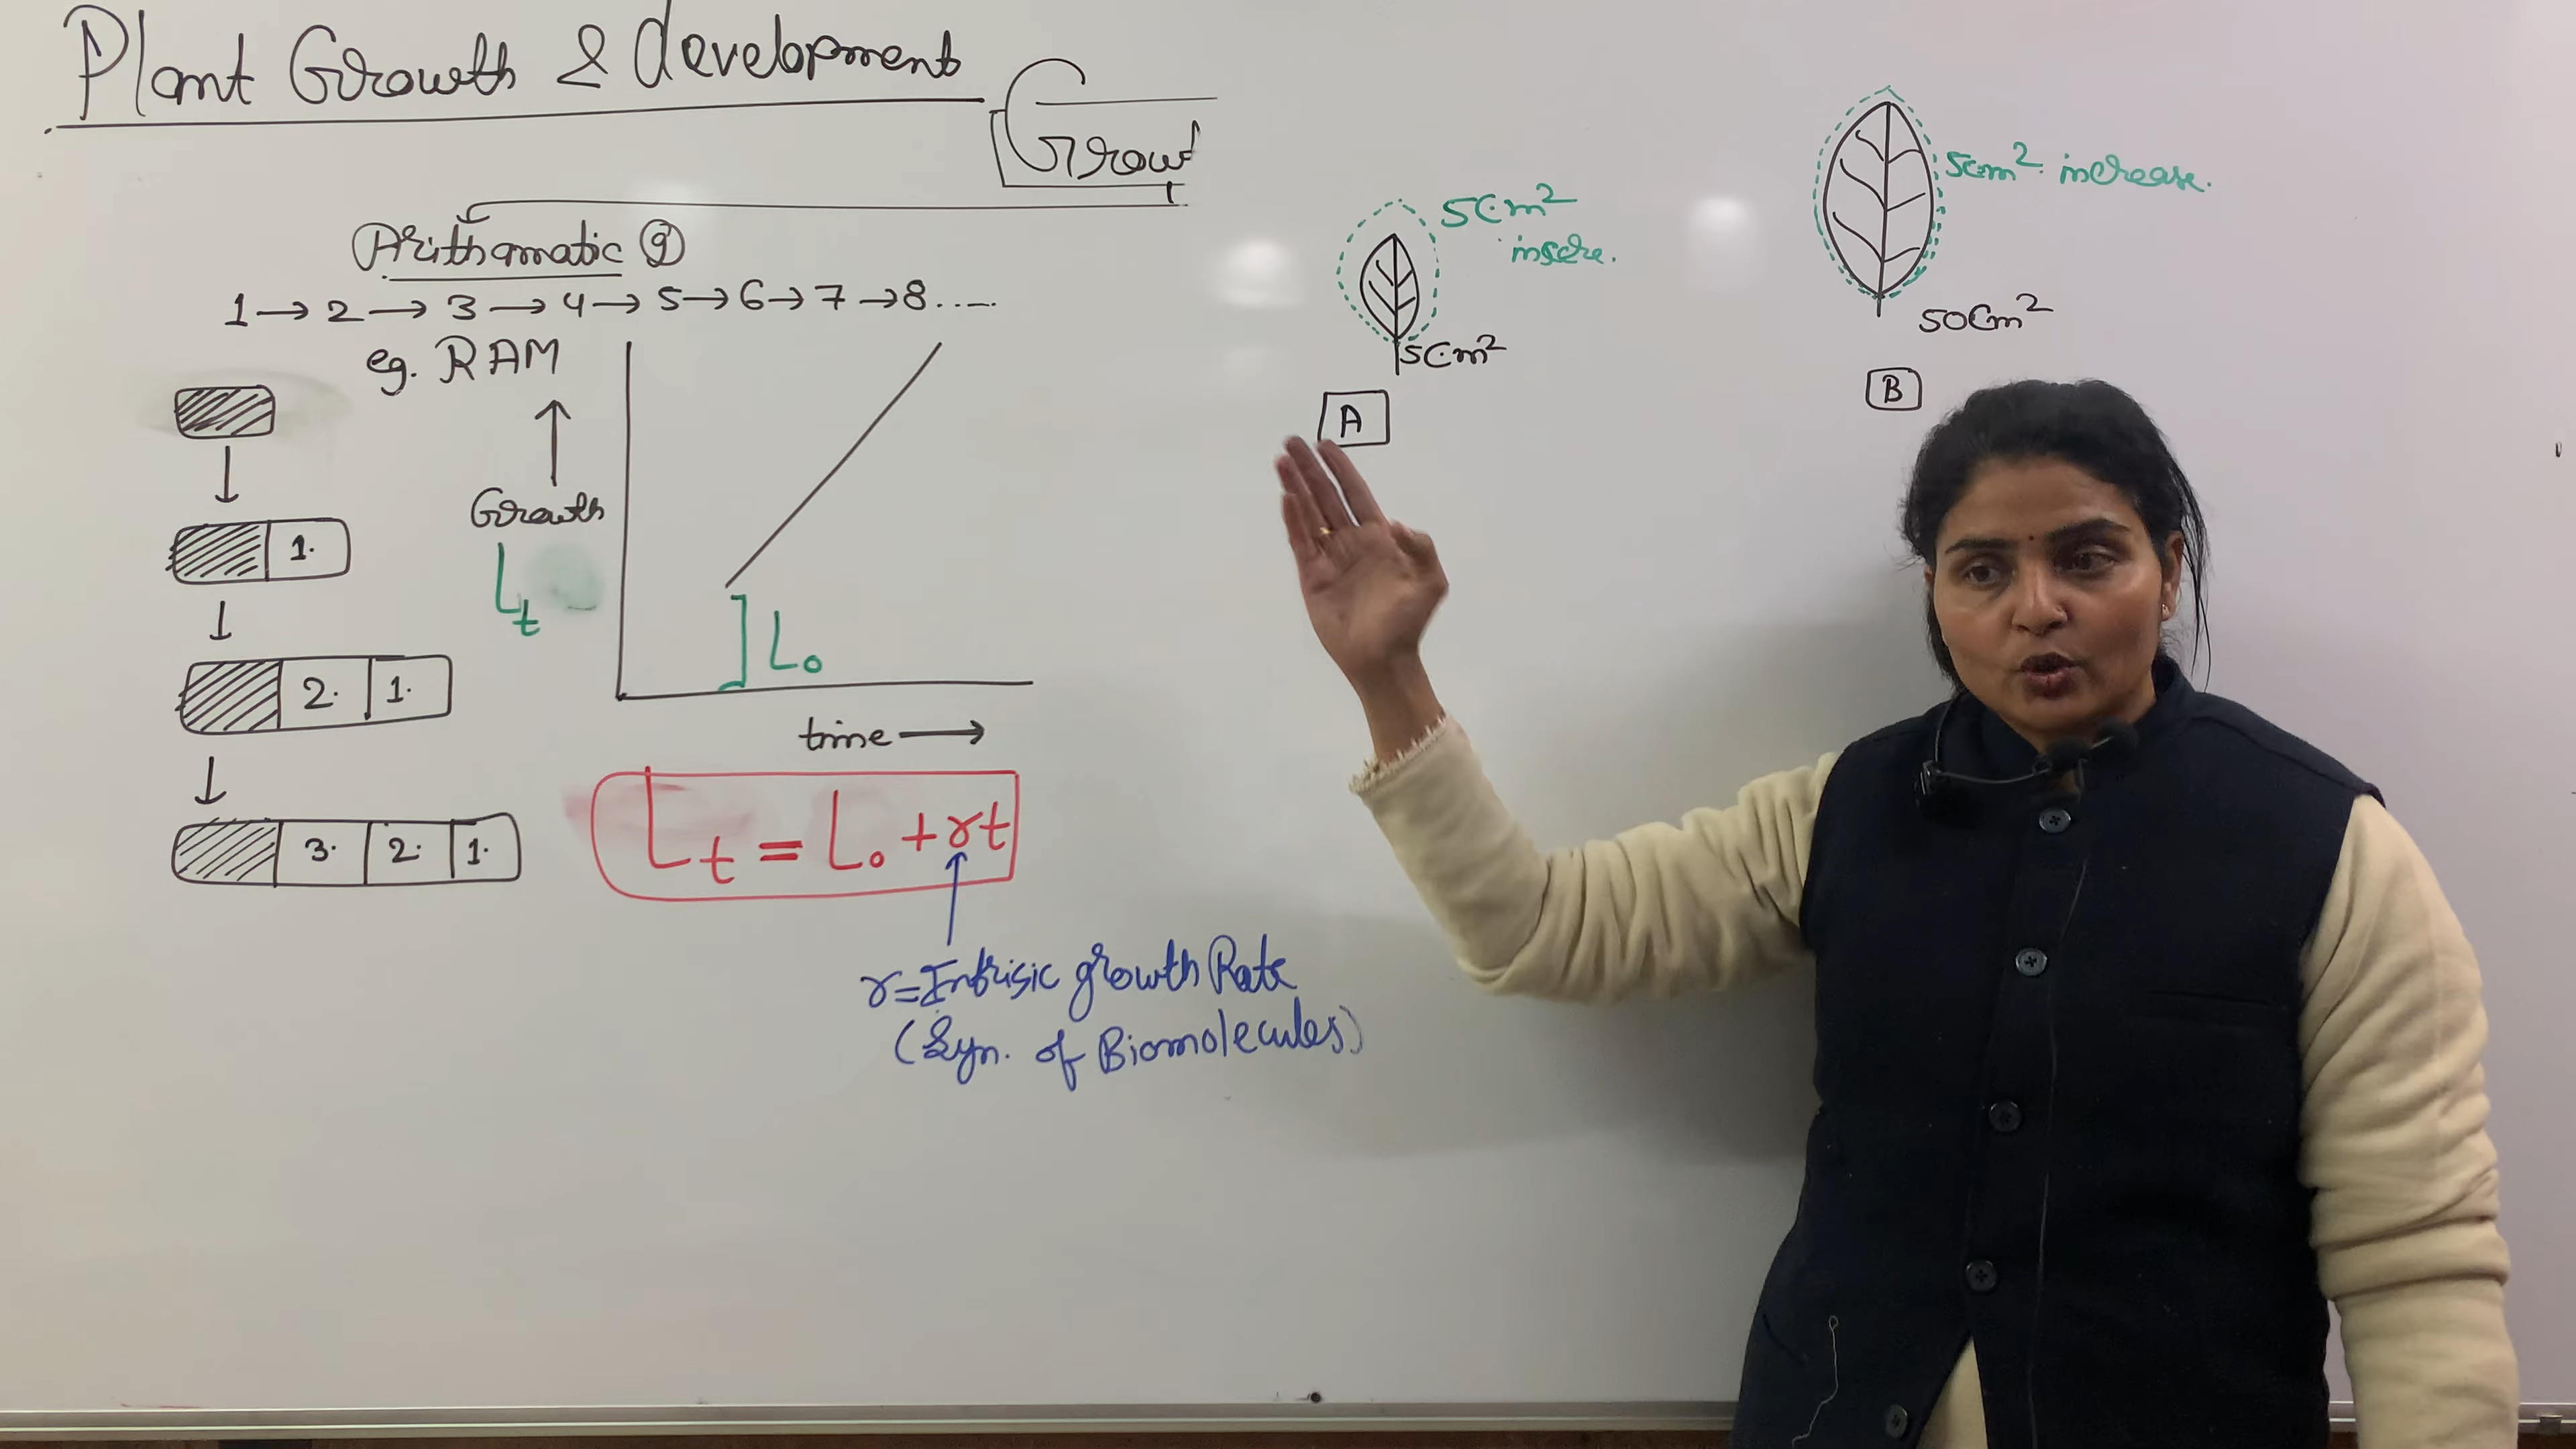 Plant Growth & development
Growt
Arithamatic g
1 → 2 → 3 → 4 → 5 → 6 → 7 → 8.....
eg. RAM
1.
2. 1.
3. 2. 1.
Growth
Lt
L₀
time →
Lt = L₀ + rt
r = Intrisic growth Rate
(Syn. of Biomolecules)
5cm²
incre.
5cm²
A
5cm² increase.
50cm²
B